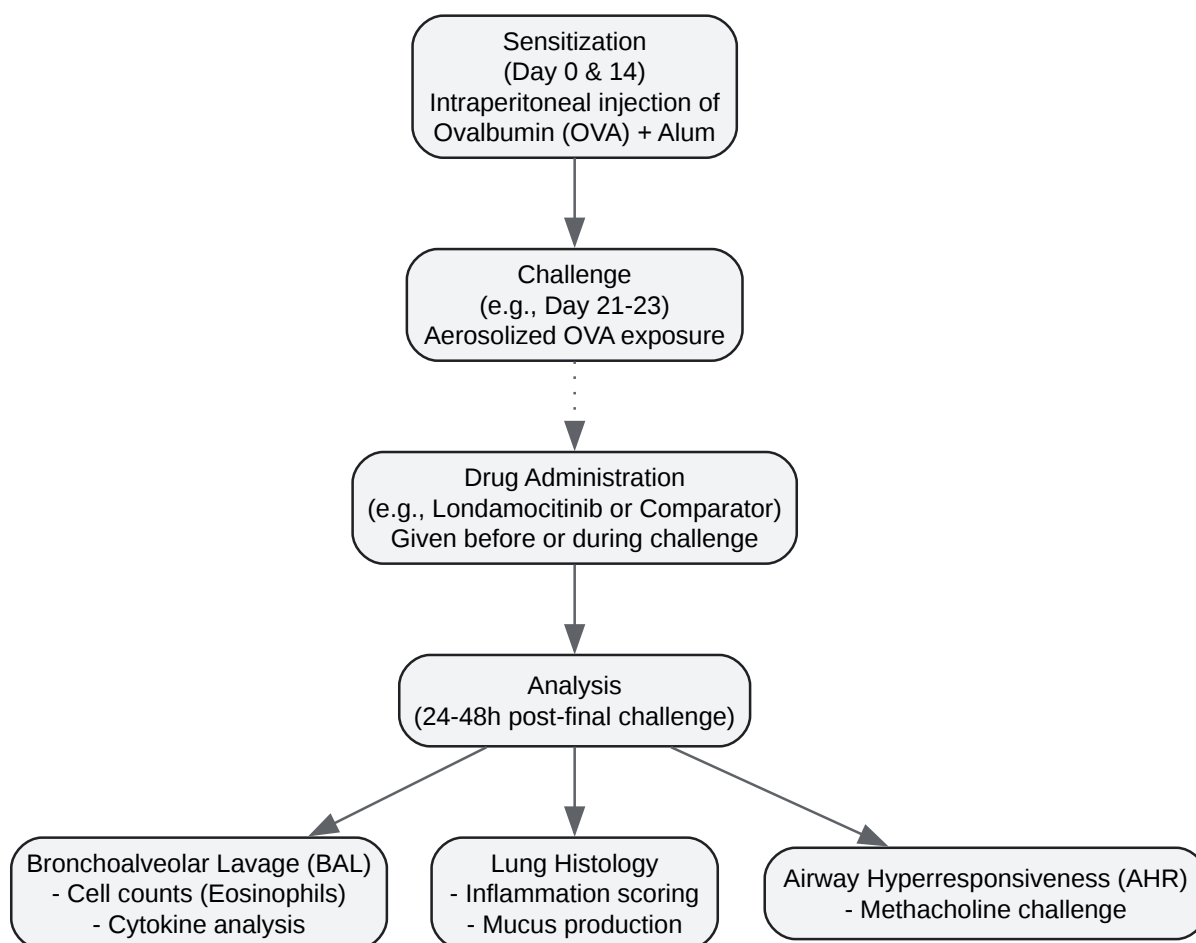 Sensitization
(Day 0 & 14)
Intraperitoneal injection of
Ovalbumin (OVA) + Alum
Challenge
(e.g., Day 21-23)
Aerosolized OVA exposure
Drug Administration
(e.g., Londamocitinib or Comparator)
Given before or during challenge
Analysis
(24-48h post-final challenge)
Bronchoalveolar Lavage (BAL)
- Cell counts (Eosinophils)
- Cytokine analysis
Lung Histology
- Inflammation scoring
- Mucus production
Airway Hyperresponsiveness (AHR)
- Methacholine challenge